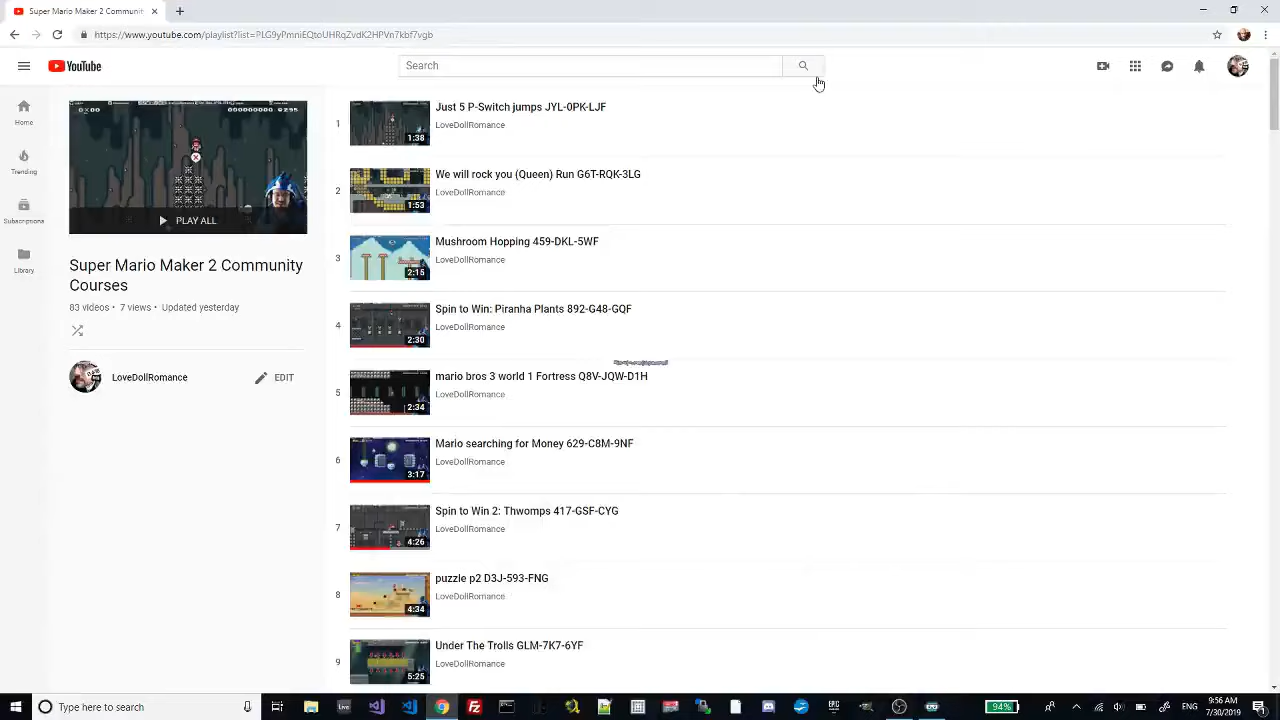 Super Mario Maker 2 Communit
https://www.youtube.com/playlist?list=PLG9yPmniEQtoUHRqZvdK2HPVn7kbf7vgb
YouTube
Search
Home
Trending
Subscriptions
Library
PLAY ALL
Super Mario Maker 2 Community
Courses
83 videos • 7 views • Updated yesterday
LoveDollRomance
EDIT
1
1:38
Just 5 P-Switch jumps JYL-0PK-LJF
LoveDollRomance
2
1:53
We will rock you (Queen) Run G6T-RQK-3LG
LoveDollRomance
3
2:15
Mushroom Hopping 459-DKL-5WF
LoveDollRomance
4
2:30
Spin to Win: Piranha Plants 892-G48-GQF
LoveDollRomance
5
2:34
mario bros 3 world 1 Fortress Q8V-JQW-D1H
LoveDollRomance
6
3:17
Mario searching for Money 629-C8M-9NF
LoveDollRomance
7
4:26
Spin to Win 2: Thwomps 417-GSF-CYG
LoveDollRomance
8
4:34
puzzle p2 D3J-593-FNG
LoveDollRomance
9
5:25
Under The Trolls GLM-7K7-6YF
LoveDollRomance
Type here to search
Live
94%
9:56 AM
7/30/2019